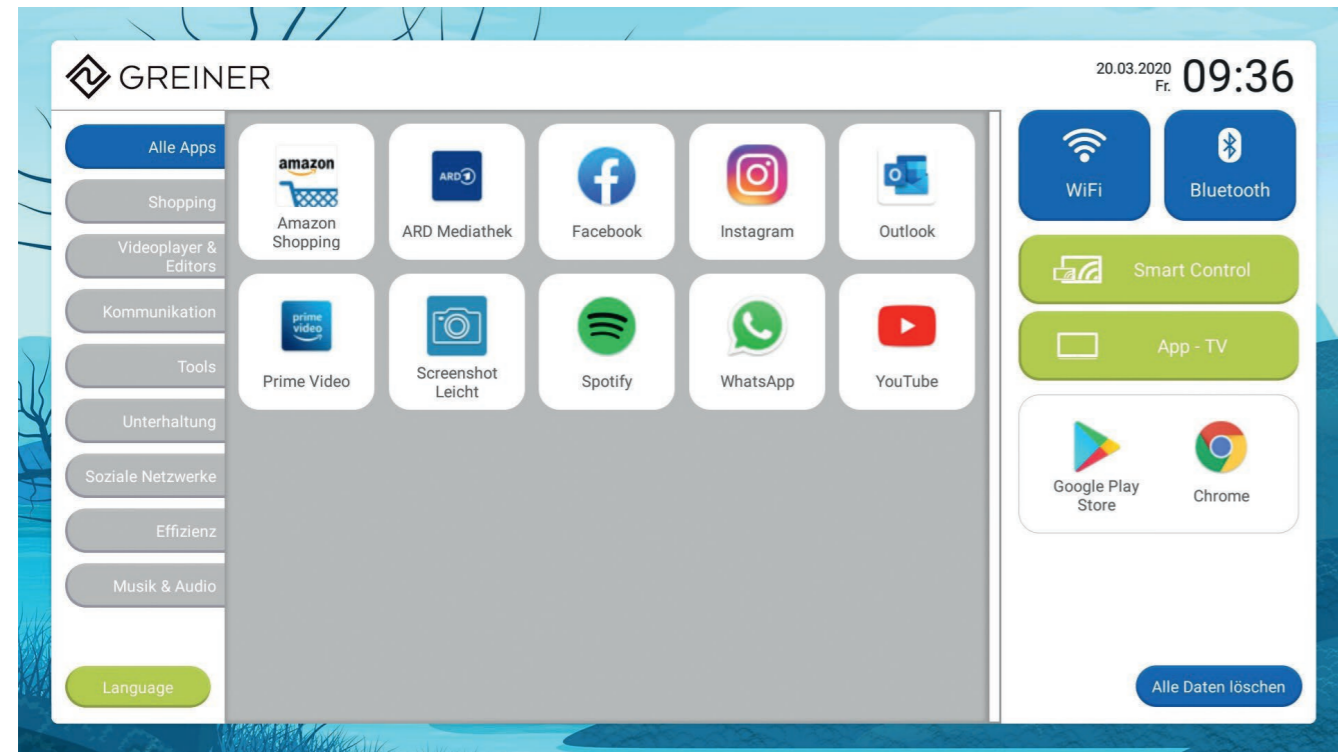 GREINER
20.03.2020
Fr.
09:36
Alle Apps
Shopping
Videoplayer &
Editors
Kommunikation
Tools
Unterhaltung
Soziale Netzwerke
Effizienz
Musik & Audio
Language
amazon
Amazon
Shopping
ARD 1
ARD Mediathek
Facebook
Instagram
O
Outlook
prime
video
Prime Video
Screenshot
Leicht
Spotify
WhatsApp
YouTube
WiFi
Bluetooth
Smart Control
App - TV
Google Play
Store
Chrome
Alle Daten löschen